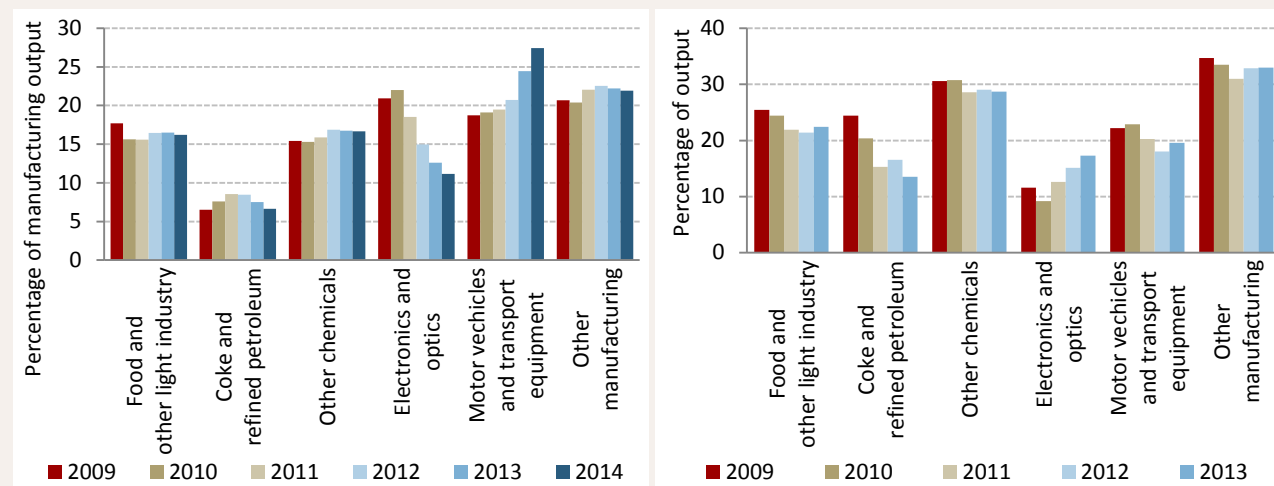 Percentage of manufacturing output
30
25
20
15
10
5
0
Food and
other light industry
Coke and
refined petroleum
Other chemicals
Electronics and
optics
Motor vechicles
and transport
equipment
Other
manufacturing
2009 2010 2011 2012 2013 2014
Percentage of output
40
30
20
10
0
Food and
other light industry
Coke and
refined petroleum
Other chemicals
Electronics and
optics
Motor vechicles
and transport
equipment
Other
manufacturing
2009 2010 2011 2012 2013